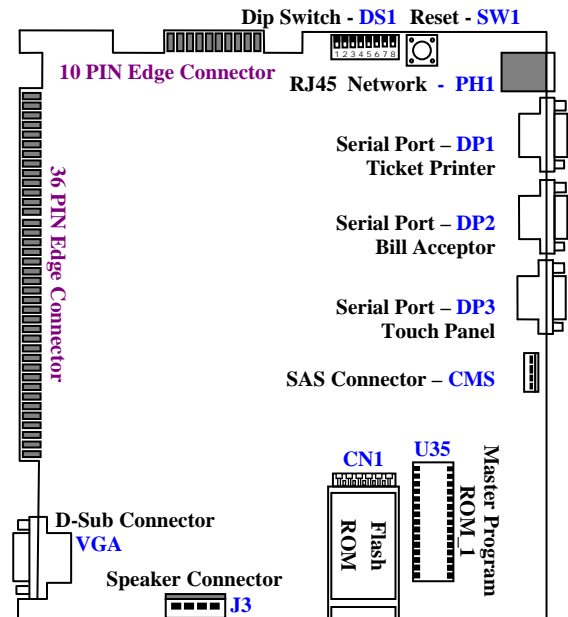 Dip Switch - DS1 Reset - SW1
1 2 3 4 5 6 7 8
10 PIN Edge Connector
RJ45 Network - PH1
Serial Port – DP1
Ticket Printer
36 PIN Edge Connector
Serial Port – DP2
Bill Acceptor
Serial Port – DP3
Touch Panel
SAS Connector – CMS
CN1
U35
Flash
ROM
Master Program
ROM_1
D-Sub Connector
VGA
Speaker Connector
J3